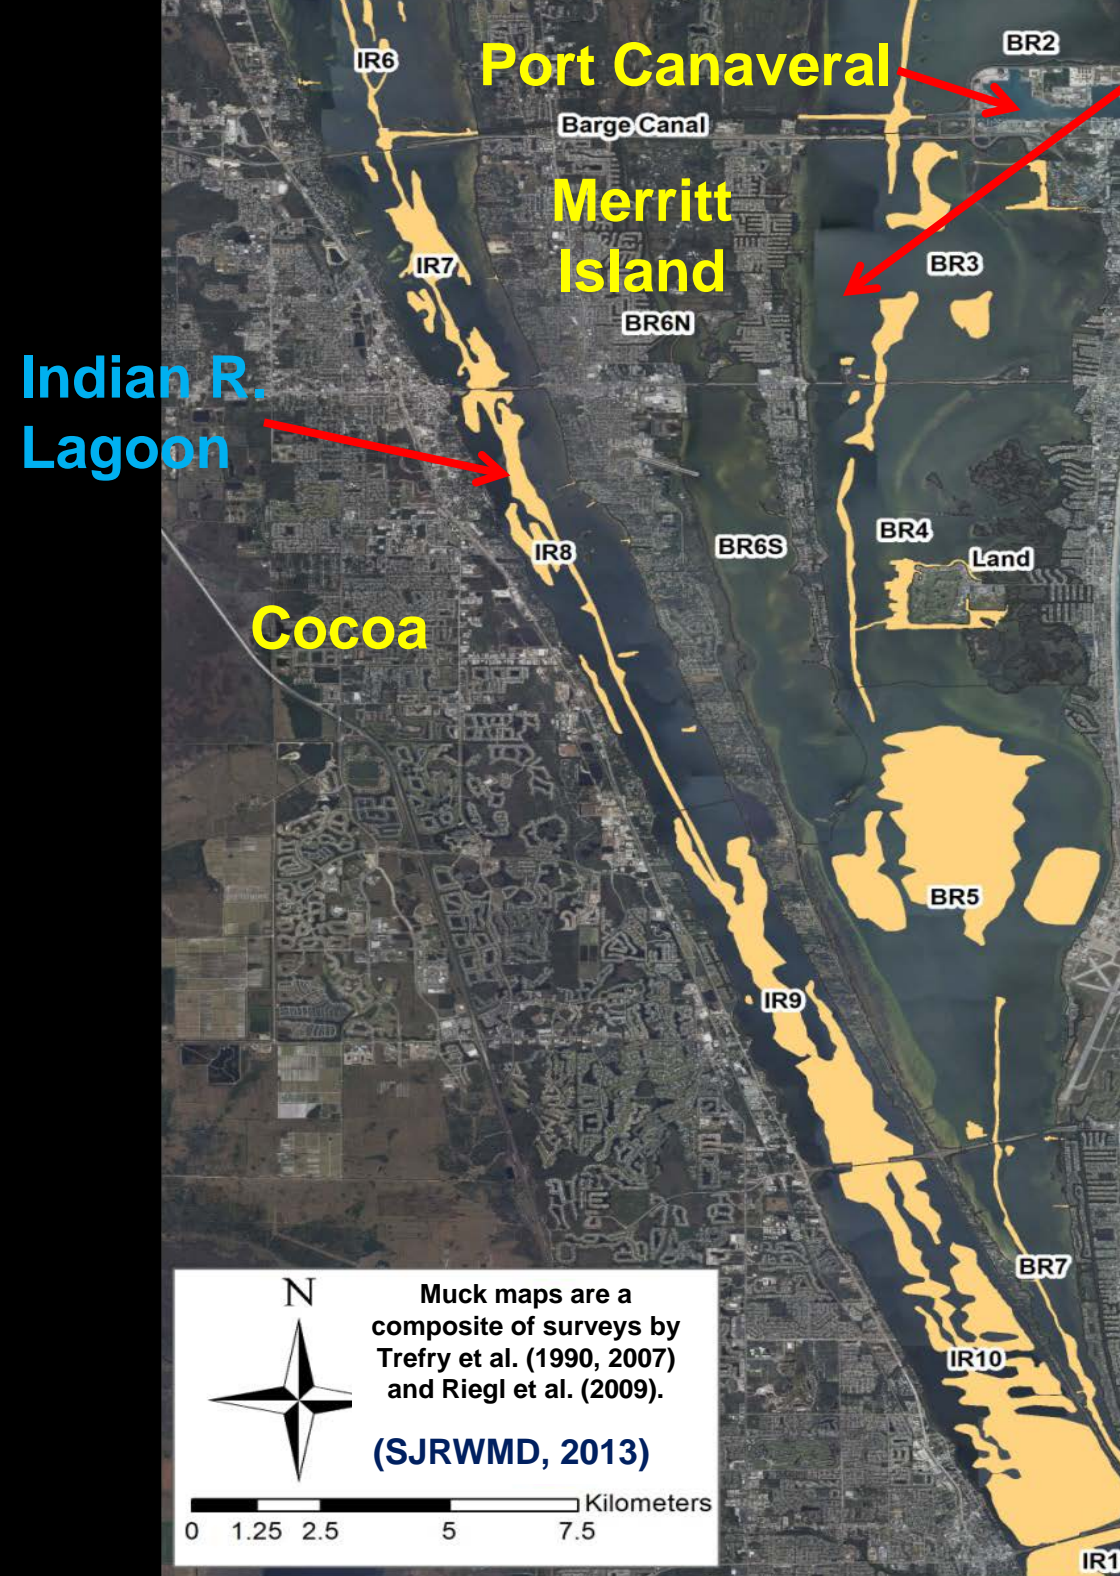 IR6
Port Canaveral
BR2
Barge Canal
Merritt
Island
IR7
BR3
BR6N
Indian R.
Lagoon
BR4
IR8
BR6S
Land
Cocoa
BR5
IR9
BR7
N
Muck maps are a
composite of surveys by
Trefry et al. (1990, 2007)
and Riegl et al. (2009).
IR10
(SJRWMD, 2013)
Kilometers
0 1.25 2.5 5 7.5
IR1